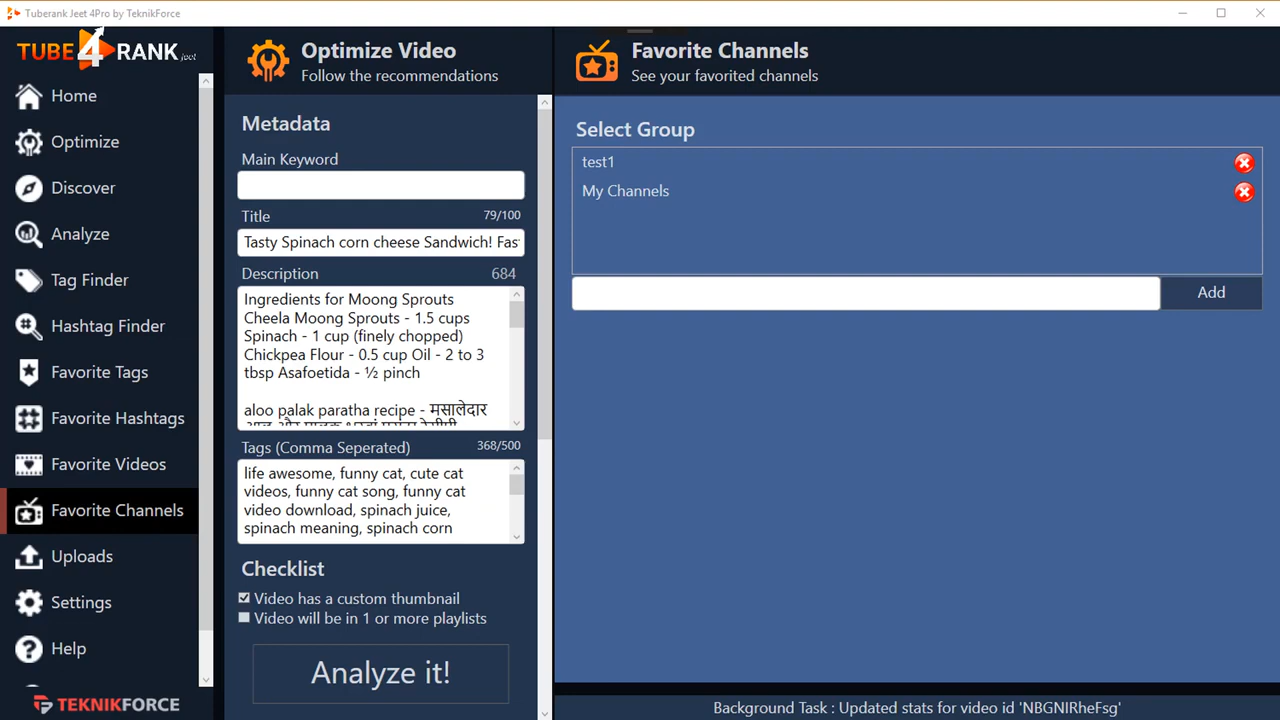 Tuberank Jeet 4Pro by TeknikForce
TUBE 4 RANK jeet
Home
Optimize
Discover
Analyze
Tag Finder
Hashtag Finder
Favorite Tags
Favorite Hashtags
Favorite Videos
Favorite Channels
Uploads
Settings
Help
TEKNIKFORCE
Optimize Video
Follow the recommendations
Metadata
Main Keyword
Title 79/100
Tasty Spinach corn cheese Sandwich! Fas
Description 684
Ingredients for Moong Sprouts
Cheela Moong Sprouts - 1.5 cups
Spinach - 1 cup (finely chopped)
Chickpea Flour - 0.5 cup Oil - 2 to 3
tbsp Asafoetida - ½ pinch
aloo palak paratha recipe - मसालेदार
Tags (Comma Seperated) 368/500
life awesome, funny cat, cute cat
videos, funny cat song, funny cat
video download, spinach juice,
spinach meaning, spinach corn
Checklist
Video has a custom thumbnail
Video will be in 1 or more playlists
Analyze it!
Favorite Channels
See your favorited channels
Select Group
test1
My Channels
Add
Background Task : Updated stats for video id 'NBGNIRheFsg'